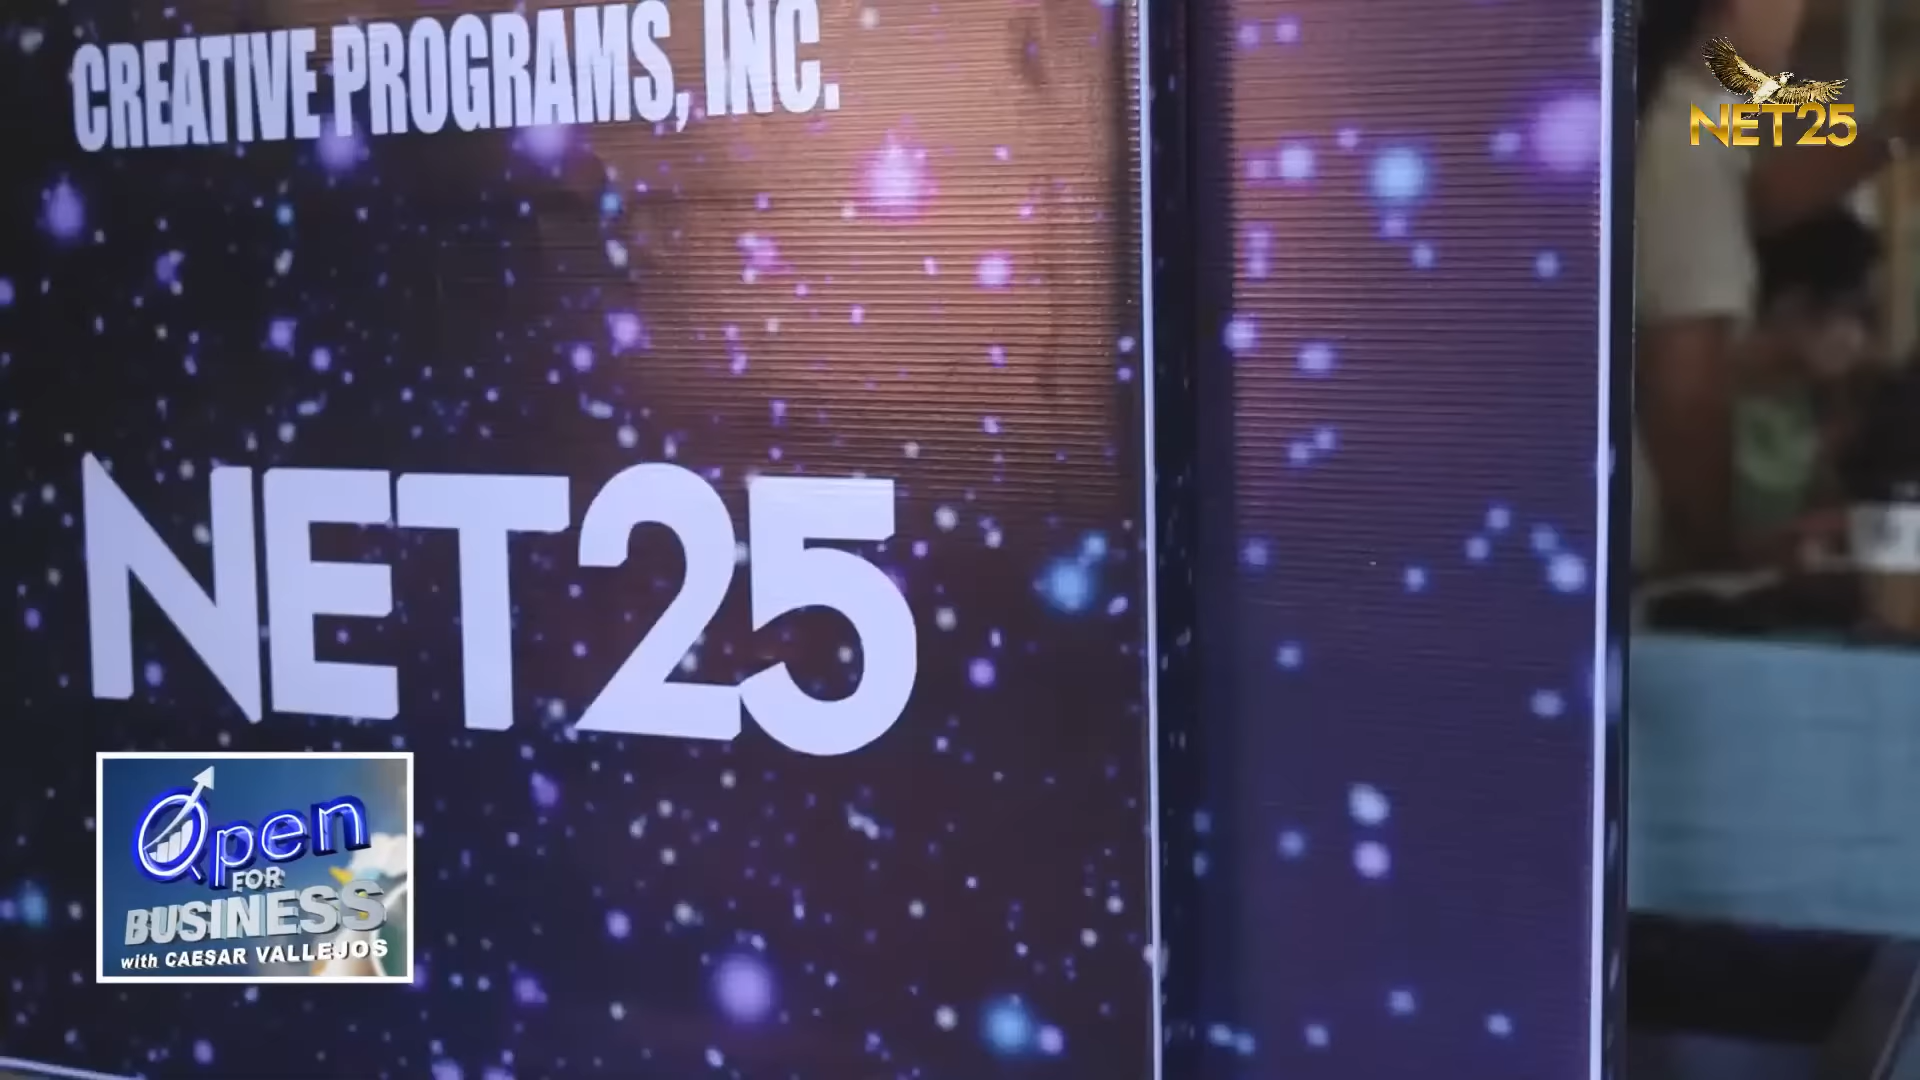 CREATIVE PROGRAMS, INC.
NET25
NET25
Open
FOR
BUSINESS
with CAESAR VALLEJOS